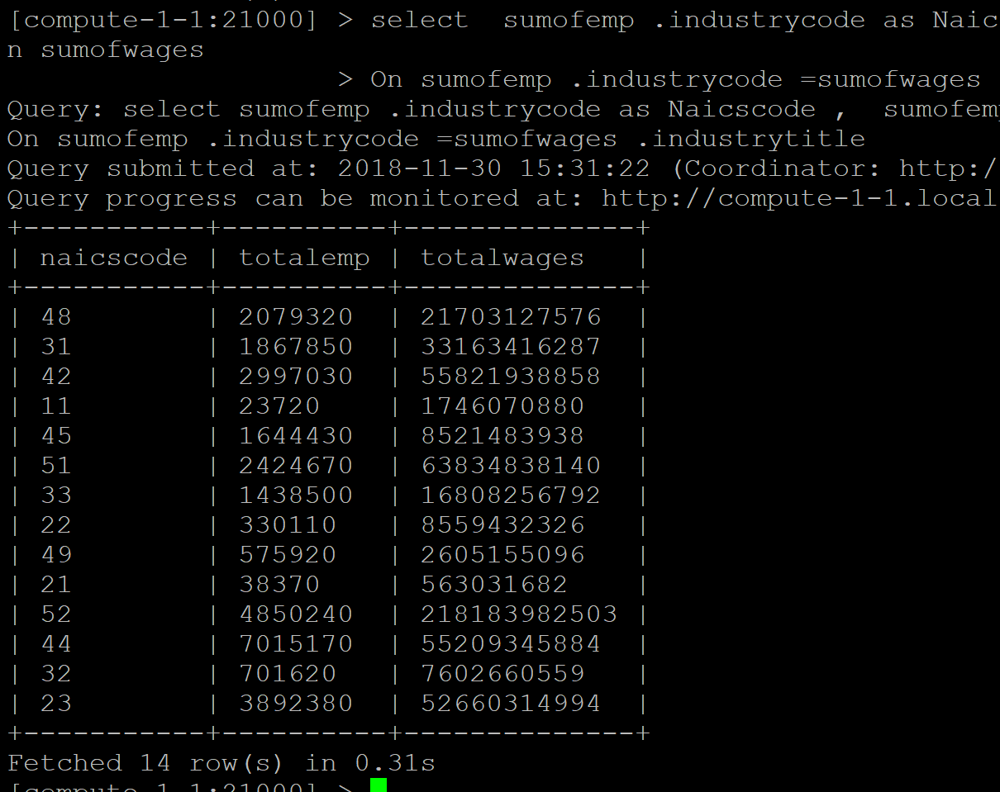 [compute-1-1:21000] > select  sumofemp .industrycode as Naic
n sumofwages
                    > On sumofemp .industrycode =sumofwages
Query: select sumofemp .industrycode as Naicscode ,  sumofemp
On sumofemp .industrycode =sumofwages .industrytitle
Query submitted at: 2018-11-30 15:31:22 (Coordinator: http:/
Query progress can be monitored at: http://compute-1-1.local
+-----------+----------+--------------+
| naicscode | totalemp | totalwages   |
+-----------+----------+--------------+
| 48        | 2079320  | 21703127576  |
| 31        | 1867850  | 33163416287  |
| 42        | 2997030  | 55821938858  |
| 11        | 23720    | 1746070880   |
| 45        | 1644430  | 8521483938   |
| 51        | 2424670  | 63834838140  |
| 33        | 1438500  | 16808256792  |
| 22        | 330110   | 8559432326   |
| 49        | 575920   | 2605155096   |
| 21        | 38370    | 563031682    |
| 52        | 4850240  | 218183982503 |
| 44        | 7015170  | 55209345884  |
| 32        | 701620   | 7602660559   |
| 23        | 3892380  | 52660314994  |
+-----------+----------+--------------+
Fetched 14 row(s) in 0.31s
[compute-1-1:21000] >